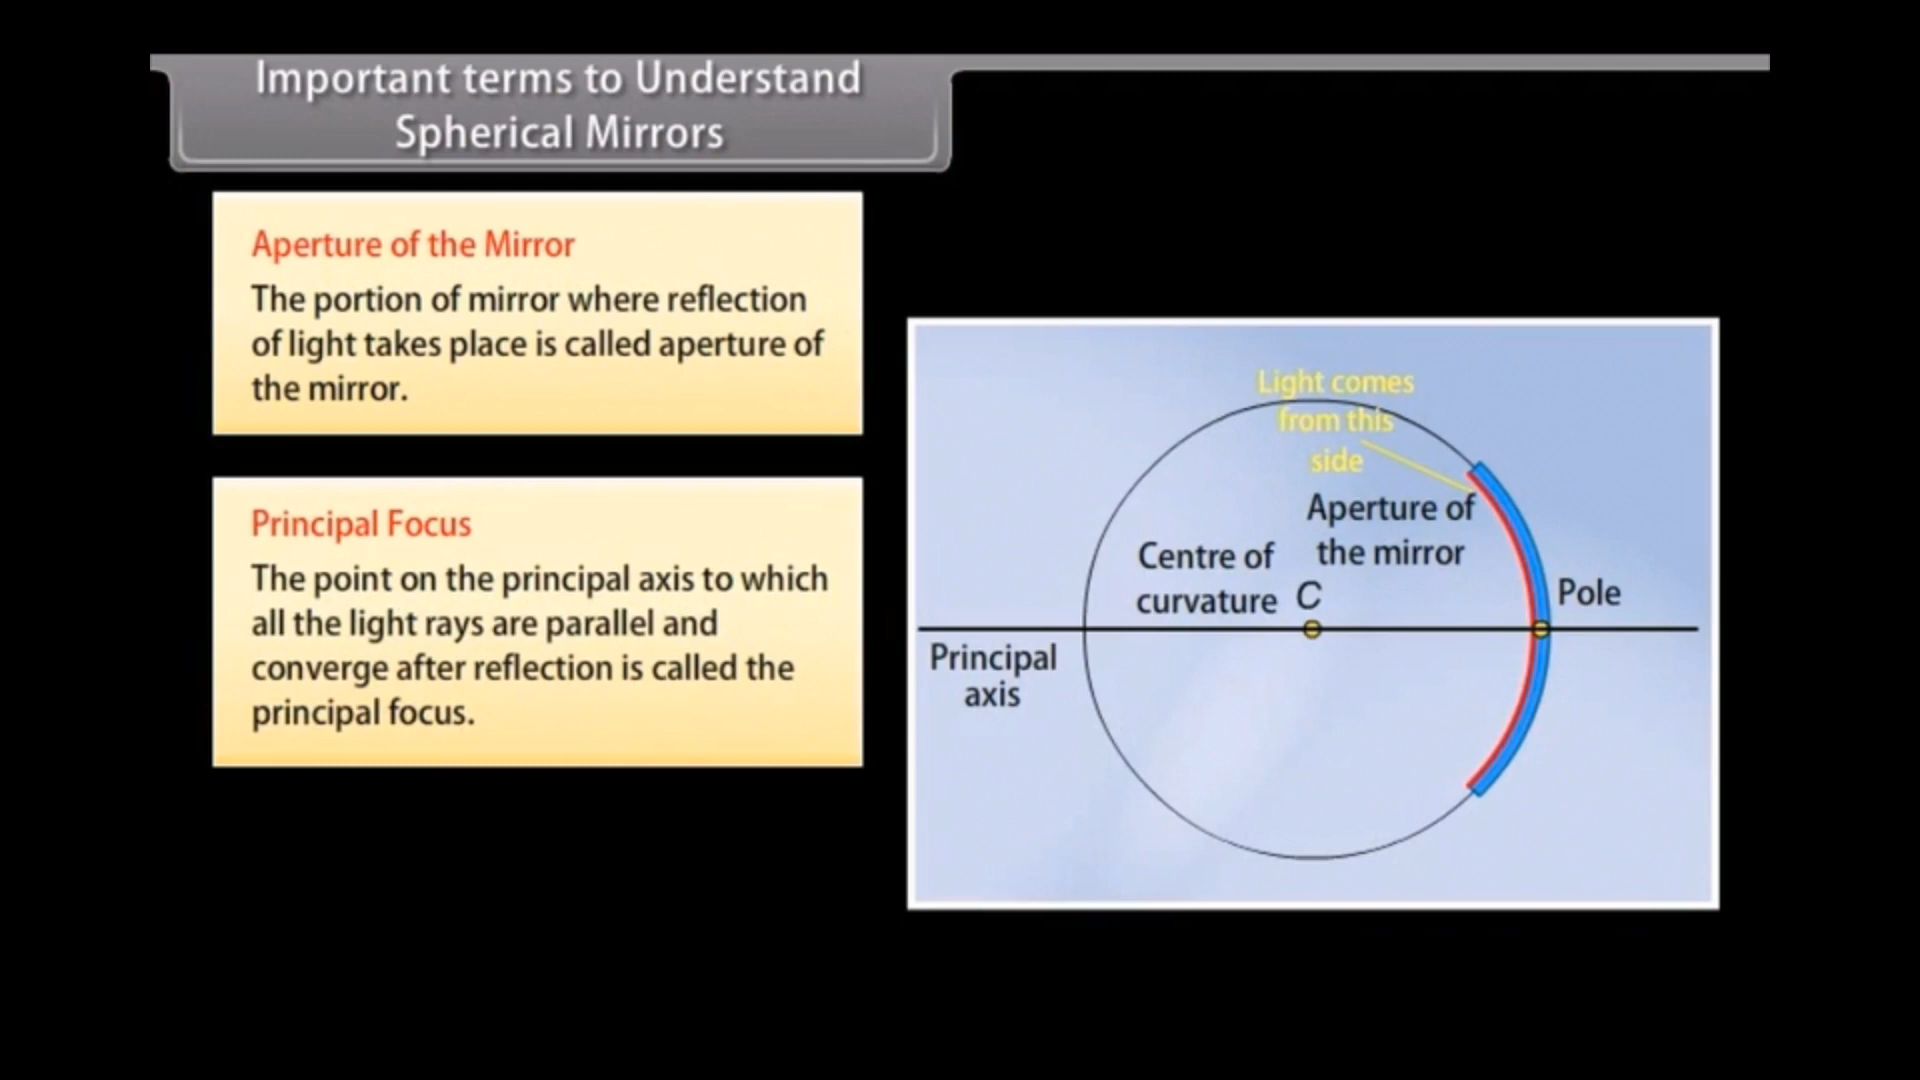 Important terms to Understand
Spherical Mirrors
Aperture of the Mirror
The portion of mirror where reflection
of light takes place is called aperture of
the mirror.
Principal Focus
The point on the principal axis to which
all the light rays are parallel and
converge after reflection is called the
principal focus.
Light comes
from this
side
Aperture of
the mirror
Centre of
curvature
C
Pole
Principal
axis